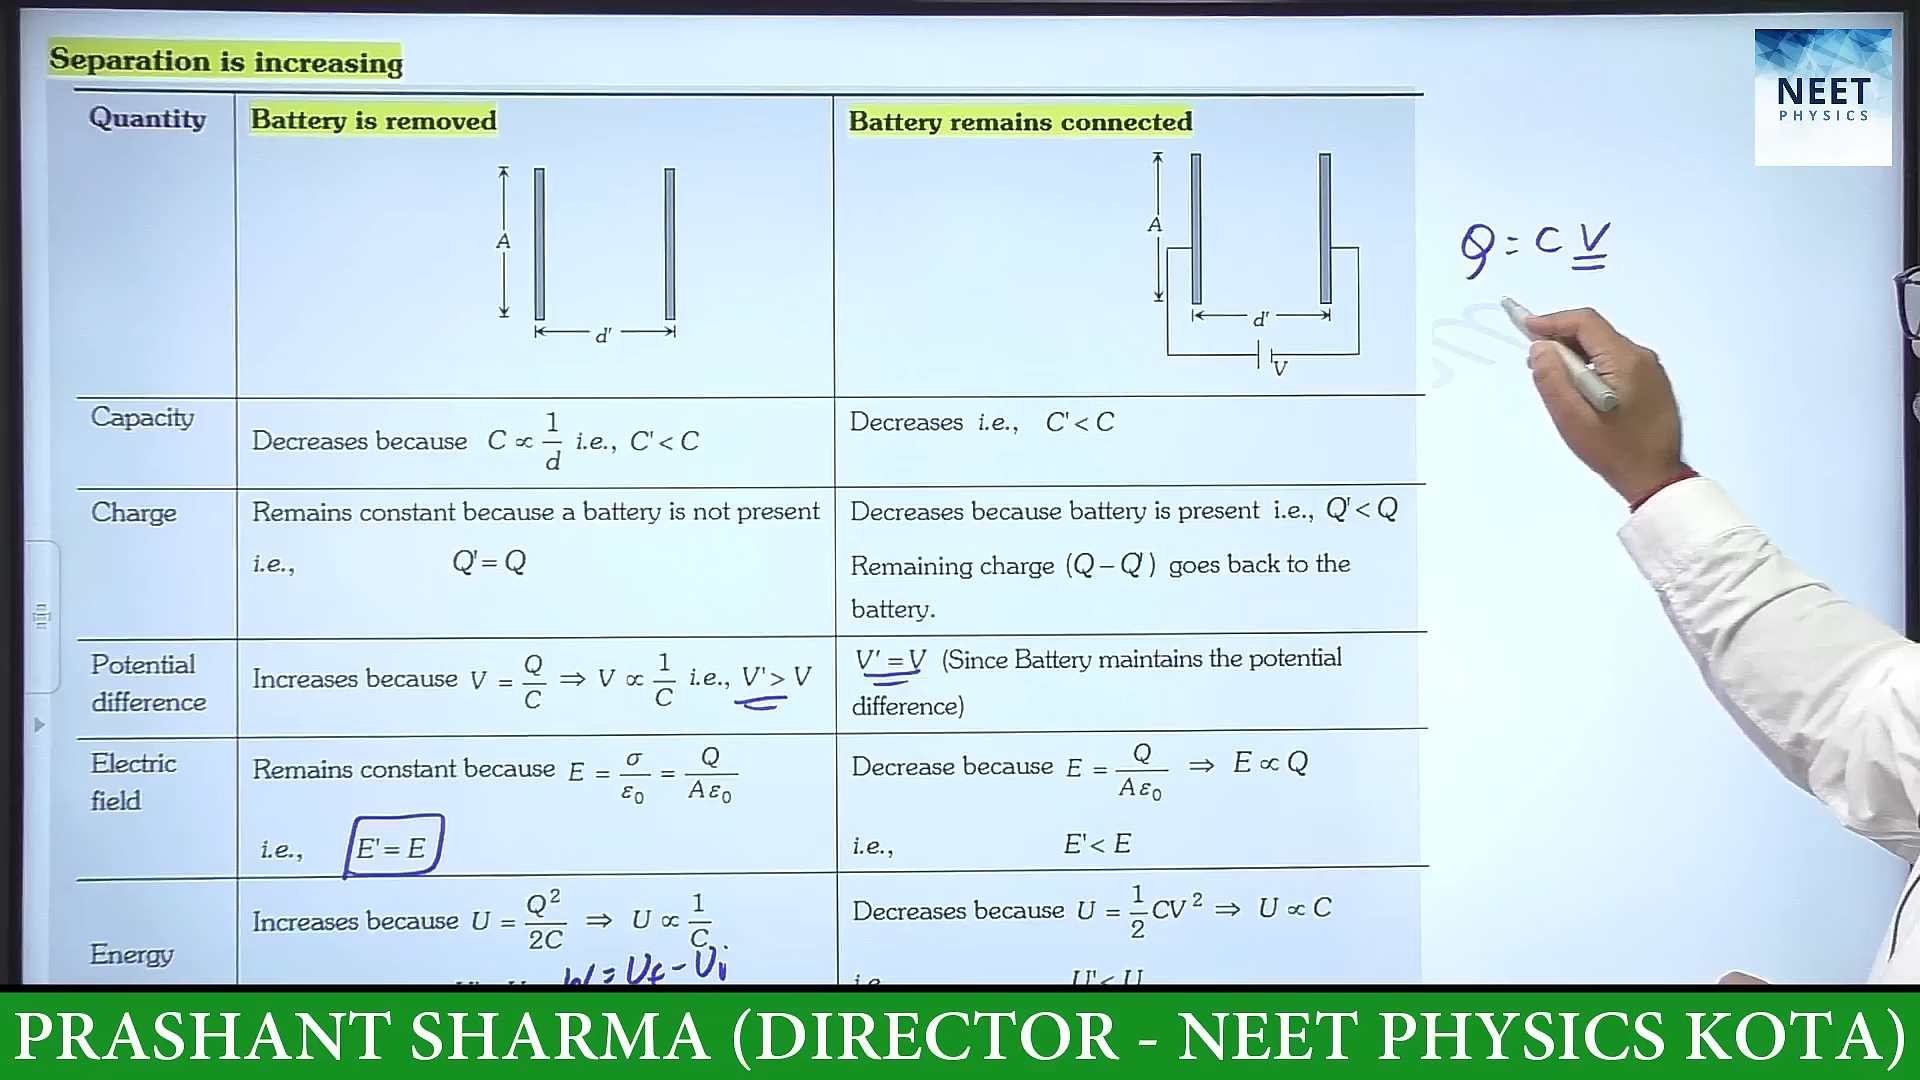 Separation is increasing
NEET
PHYSICS
Quantity
Battery is removed
Battery remains connected
A
d'
A
d'
V
Q = C V
Capacity
Decreases because C ∝ 1/d i.e., C' < C
Decreases i.e., C' < C
Charge
Remains constant because a battery is not present
i.e., Q' = Q
Decreases because battery is present i.e., Q' < Q
Remaining charge (Q – Q') goes back to the
battery.
Potential
difference
Increases because V = Q/C ⇒ V ∝ 1/C i.e., V' > V
V' = V (Since Battery maintains the potential
difference)
Electric
field
Remains constant because E = σ/ε₀ = Q/Aε₀
i.e., E' = E
Decrease because E = Q/Aε₀ ⇒ E ∝ Q
i.e., E' < E
Energy
Increases because U = Q²/2C ⇒ U ∝ 1/C
W = Uf – Ui
Decreases because U = 1/2 CV² ⇒ U ∝ C
i.e. U' < U
PRASHANT SHARMA (DIRECTOR - NEET PHYSICS KOTA)